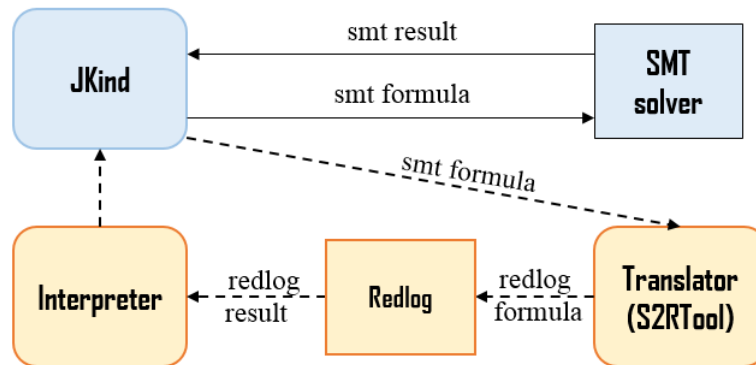 smt result
JKind
SMT
solver
smt formula
smt formula
Interpreter
redlog
result
Redlog
redlog
formula
Translator
(S2RTool)